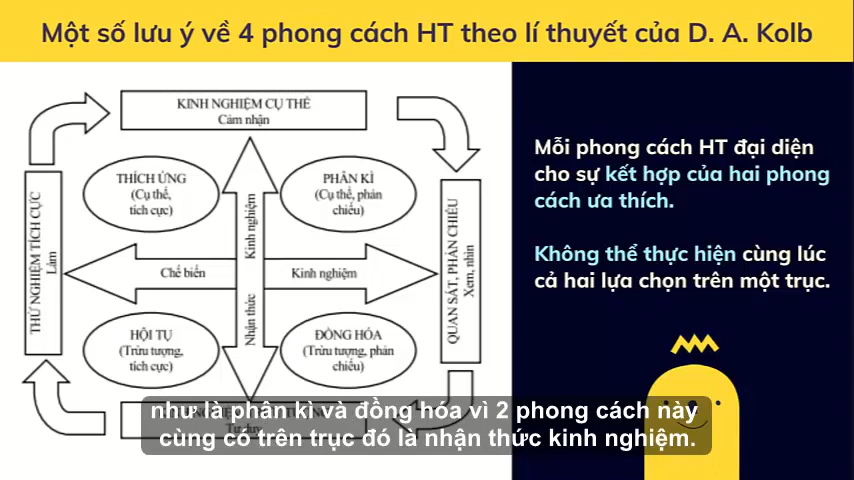 Một số lưu ý về 4 phong cách HT theo lí thuyết của D. A. Kolb
KINH NGHIỆM CỤ THỂ
Cảm nhận
THÍCH ỨNG
(Cụ thể,
tích cực)
PHÂN KÌ
(Cụ thể, phản
chiếu)
THỬ NGHIỆM TÍCH CỰC
Làm
Kinh nghiệm
Chế biến
Kinh nghiệm
Nhận thức
QUAN SÁT, PHẢN CHIẾU
Xem, nhìn
HỘI TỤ
(Trừu tượng,
tích cực)
ĐỒNG HÓA
(Trừu tượng, phản
chiếu)
Mỗi phong cách HT đại diện
cho sự kết hợp của hai phong
cách ưa thích.
Không thể thực hiện cùng lúc
cả hai lựa chọn trên một trục.
như là phân kì và đồng hóa vì 2 phong cách này
cùng có trên trục đó là nhận thức kinh nghiệm.